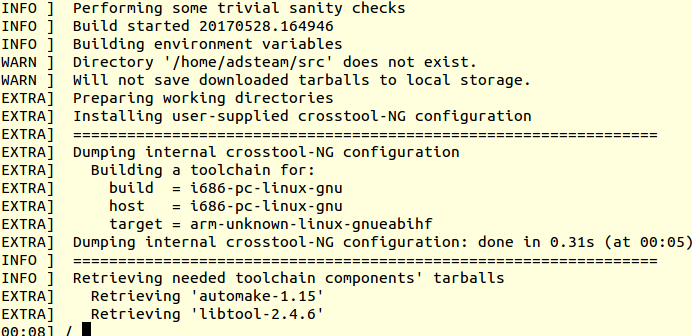 INFO ]  Performing some trivial sanity checks
INFO ]  Build started 20170528.164946
INFO ]  Building environment variables
WARN ]  Directory '/home/adsteam/src' does not exist.
WARN ]  Will not save downloaded tarballs to local storage.
EXTRA]  Preparing working directories
EXTRA]  Installing user-supplied crosstool-NG configuration
EXTRA]  =================================================================
EXTRA]  Dumping internal crosstool-NG configuration
EXTRA]    Building a toolchain for:
EXTRA]      build  = i686-pc-linux-gnu
EXTRA]      host   = i686-pc-linux-gnu
EXTRA]      target = arm-unknown-linux-gnueabihf
EXTRA]  Dumping internal crosstool-NG configuration: done in 0.31s (at 00:05)
INFO ]  =================================================================
INFO ]  Retrieving needed toolchain components' tarballs
EXTRA]    Retrieving 'automake-1.15'
EXTRA]    Retrieving 'libtool-2.4.6'
00:08] /